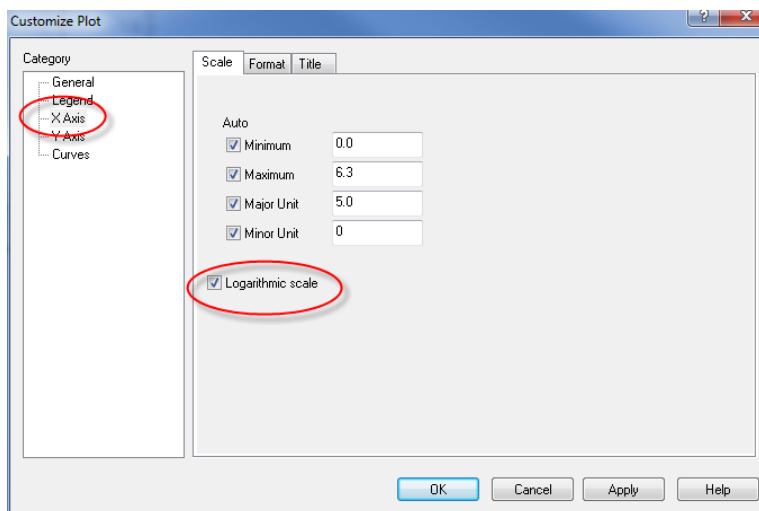 Customize Plot
? X
Category
General
Legend
X Axis
Y Axis
Curves
Scale Format Title
Auto
Minimum 0.0
Maximum 6.3
Major Unit 5.0
Minor Unit 0
Logarithmic scale
OK Cancel Apply Help